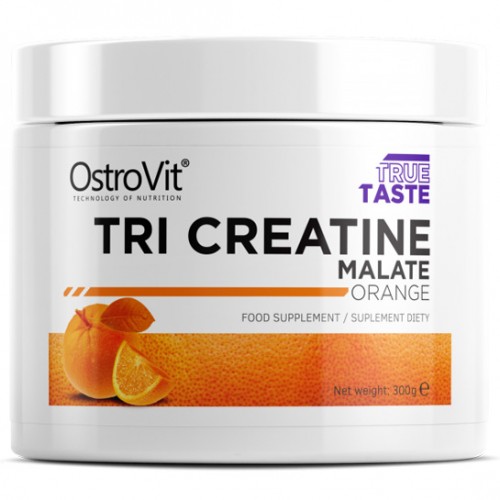 OstroVit®
TECHNOLOGY OF NUTRITION
TRUE
TASTE
TRI CREATINE
MALATE
ORANGE
FOOD SUPPLEMENT / SUPLEMENT DIETY
Net weight: 300g ℮